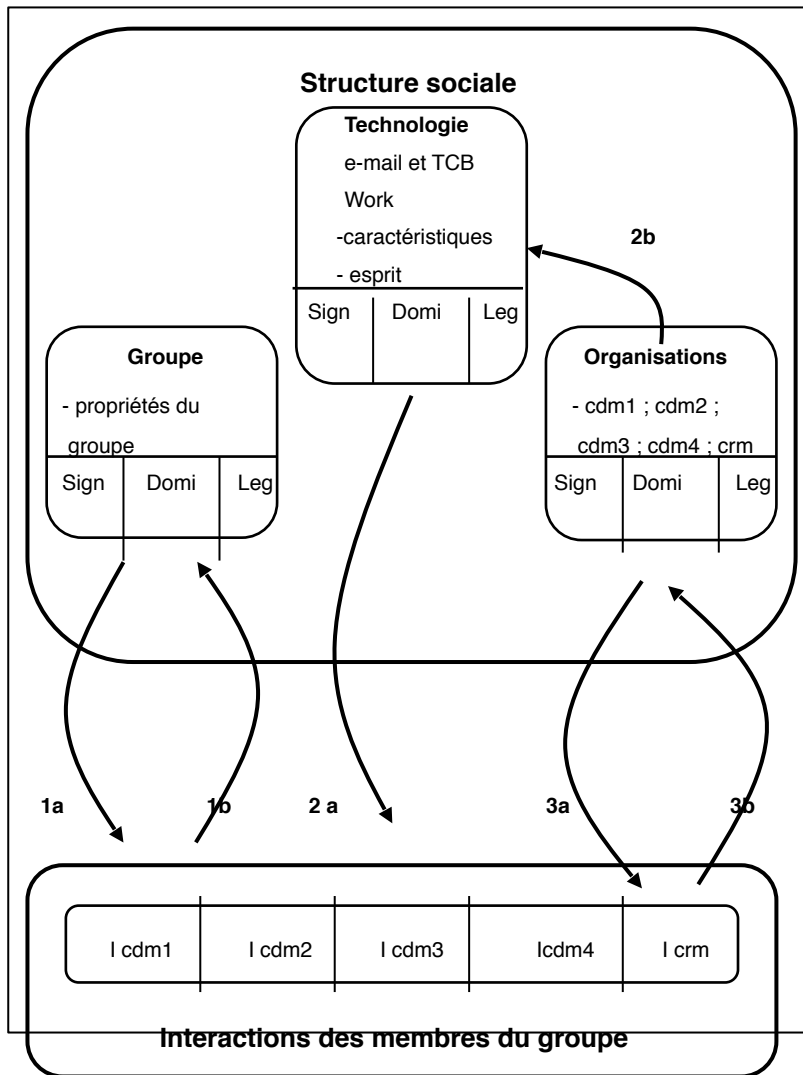 Structure sociale
Technologie
e-mail et TCB
Work
-caractéristiques
- esprit
Sign Domi Leg
2b
Groupe
- propriétés du
groupe
Sign Domi Leg
Organisations
- cdm1 ; cdm2 ;
cdm3 ; cdm4 ; crm
Sign Domi Leg
1a 1b 2 a 3a 3b
I cdm1 I cdm2 I cdm3 Icdm4 I crm
Interactions des membres du groupe